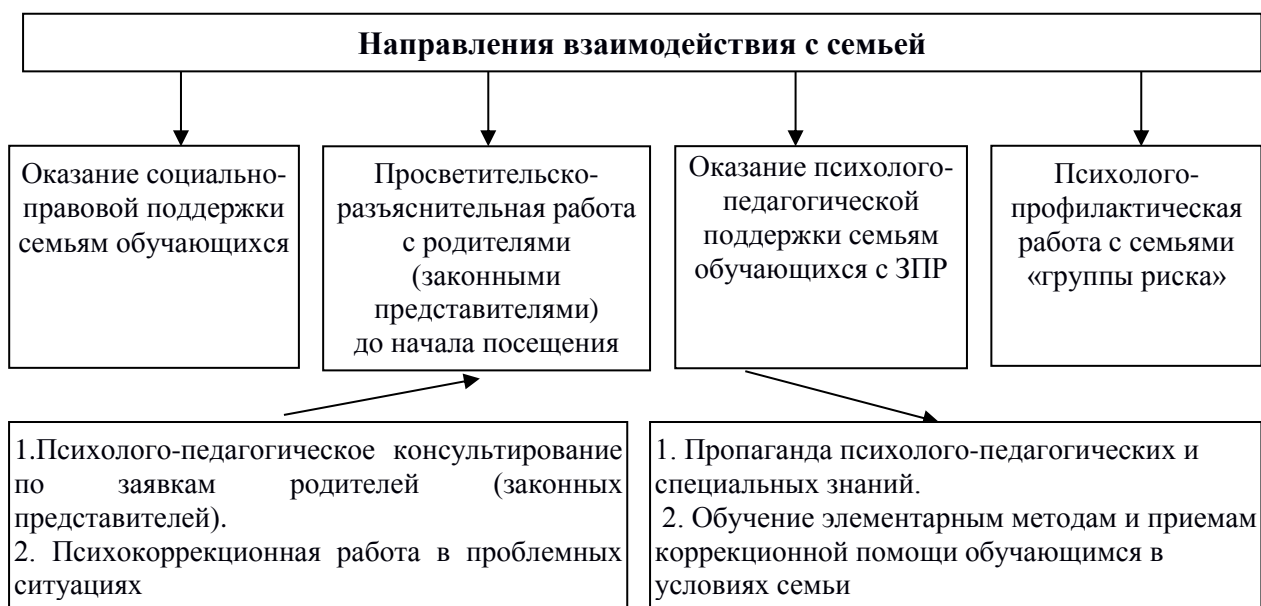 Направления взаимодействия с семьей
Оказание социально-
правовой поддержки
семьям обучающихся
Просветительско-
разъяснительная работа
с родителями
(законными
представителями)
до начала посещения
Оказание психолого-
педагогической
поддержки семьям
обучающихся с ЗПР
Психолого-
профилактическая
работа с семьями
«группы риска»
1.Психолого-педагогическое консультирование
по заявкам родителей (законных
представителей).
2. Психокоррекционная работа в проблемных
ситуациях
1. Пропаганда психолого-педагогических и
специальных знаний.
2. Обучение элементарным методам и приемам
коррекционной помощи обучающимся в
условиях семьи